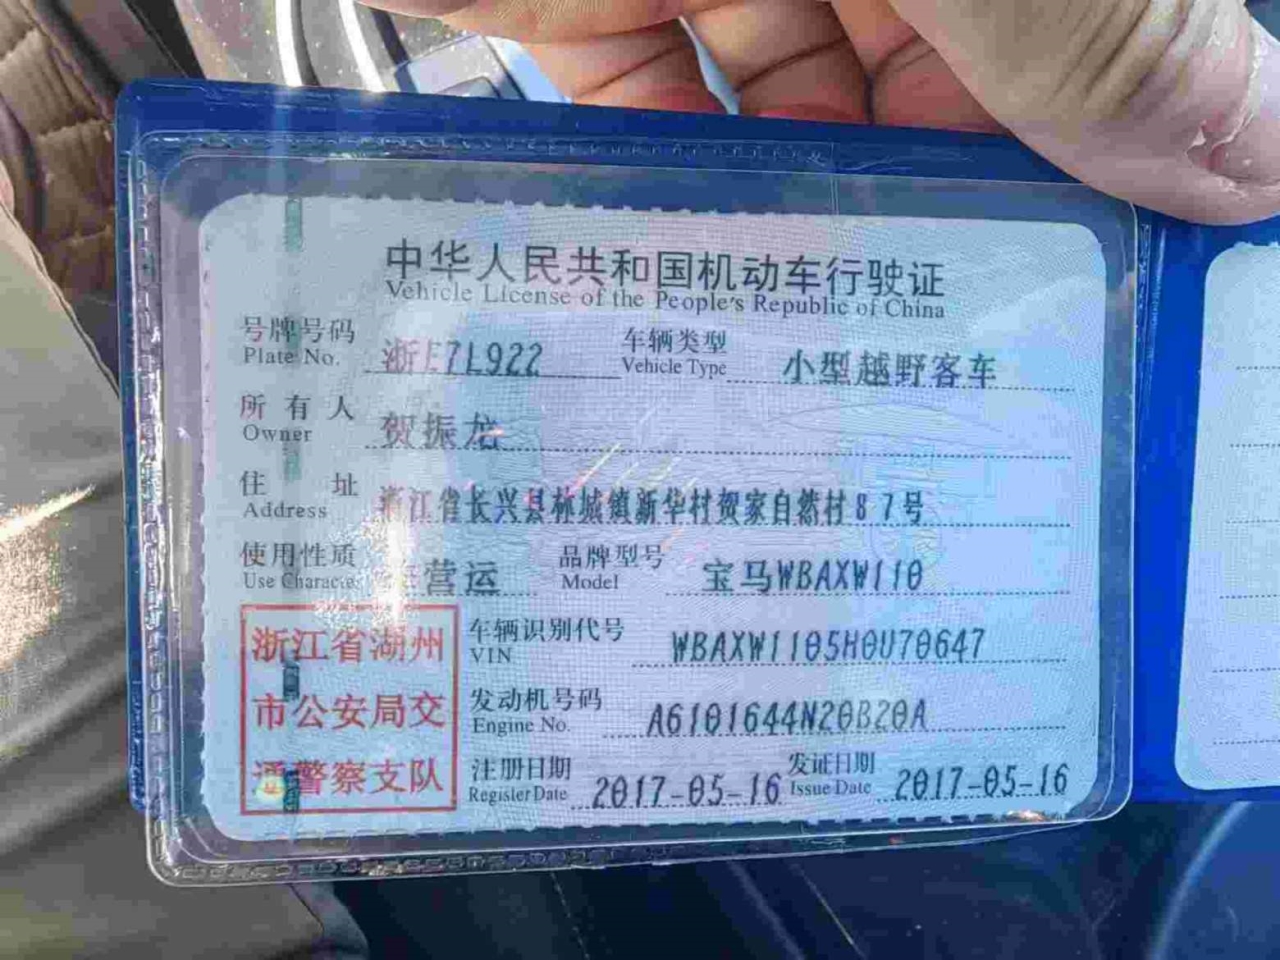 中华人民共和国机动车行驶证
Vehicle License of the People's Republic of China
号牌号码 浙E7L922 车辆类型 小型越野客车
Plate No. Vehicle Type
所有人 贺振龙
Owner
住址 浙江省长兴县林城镇新华村贺家自然村87号
Address
使用性质 营运 品牌型号 宝马WBAXW110
Use Character Model
浙江省湖州
市公安局交
通警察支队
车辆识别代号 WBAXW1105H0U70647
VIN
发动机号码 A6101644N20B20A
Engine No.
注册日期 2017-05-16 发证日期 2017-05-16
Register Date Issue Date